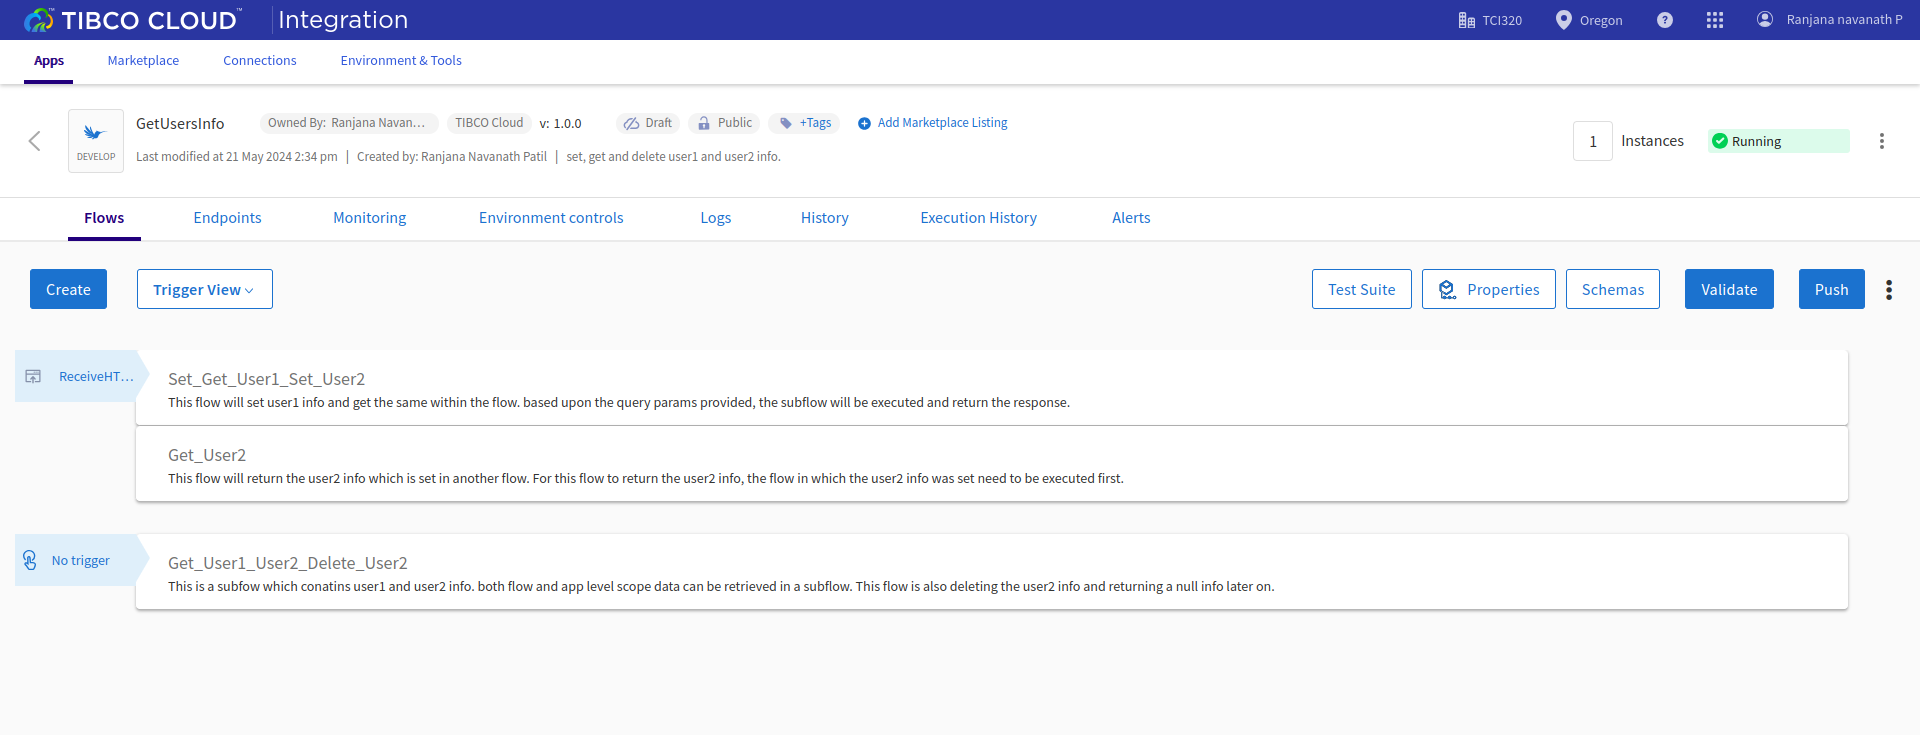 TIBCO CLOUD™ Integration TCI320 Oregon ? Ranjana navanath P
Apps Marketplace Connections Environment & Tools
GetUsersInfo Owned By: Ranjana Navan... TIBCO Cloud v: 1.0.0 Draft Public +Tags Add Marketplace Listing
DEVELOP Last modified at 21 May 2024 2:34 pm | Created by: Ranjana Navanath Patil | set, get and delete user1 and user2 info.
1 Instances Running
Flows Endpoints Monitoring Environment controls Logs History Execution History Alerts
Create Trigger View Test Suite Properties Schemas Validate Push
ReceiveHT... Set_Get_User1_Set_User2
This flow will set user1 info and get the same within the flow. based upon the query params provided, the subflow will be executed and return the response.
Get_User2
This flow will return the user2 info which is set in another flow. For this flow to return the user2 info, the flow in which the user2 info was set need to be executed first.
No trigger Get_User1_User2_Delete_User2
This is a subfow which conatins user1 and user2 info. both flow and app level scope data can be retrieved in a subflow. This flow is also deleting the user2 info and returning a null info later on.